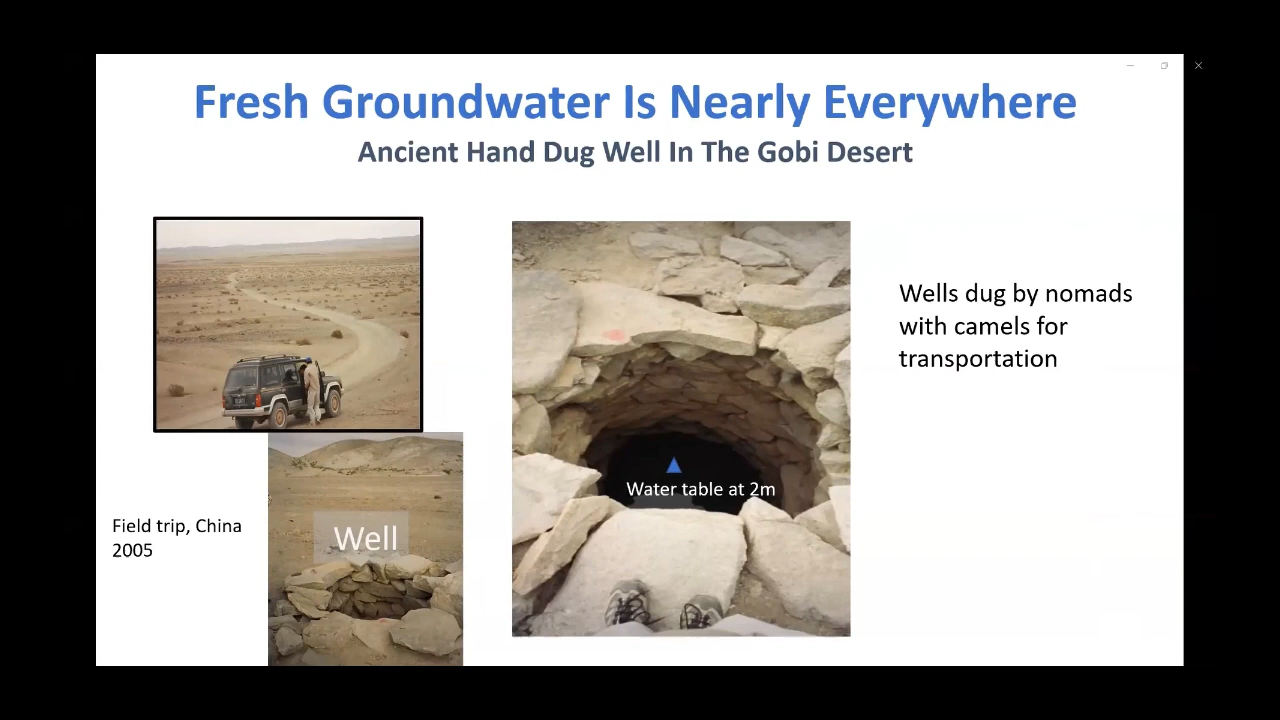 Fresh Groundwater Is Nearly Everywhere
Ancient Hand Dug Well In The Gobi Desert
Wells dug by nomads
with camels for
transportation
Water table at 2m
Field trip, China
2005
Well